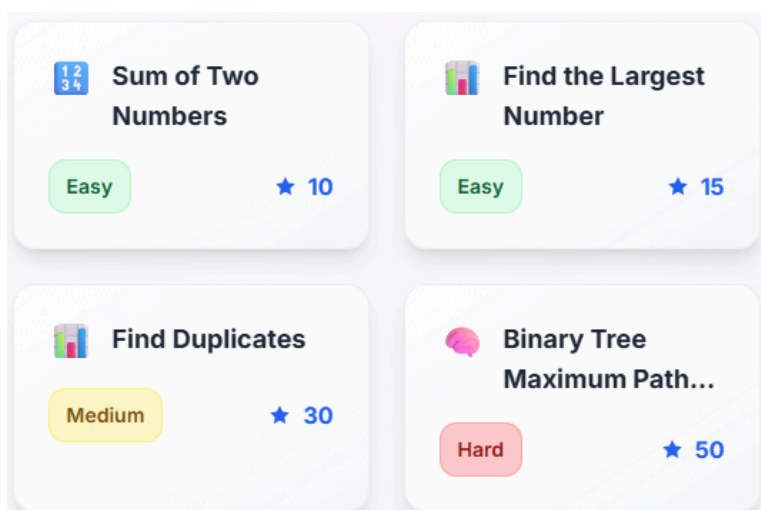 Sum of Two
Numbers
Easy
10
Find the Largest
Number
Easy
15
Find Duplicates
Medium
30
Binary Tree
Maximum Path...
Hard
50